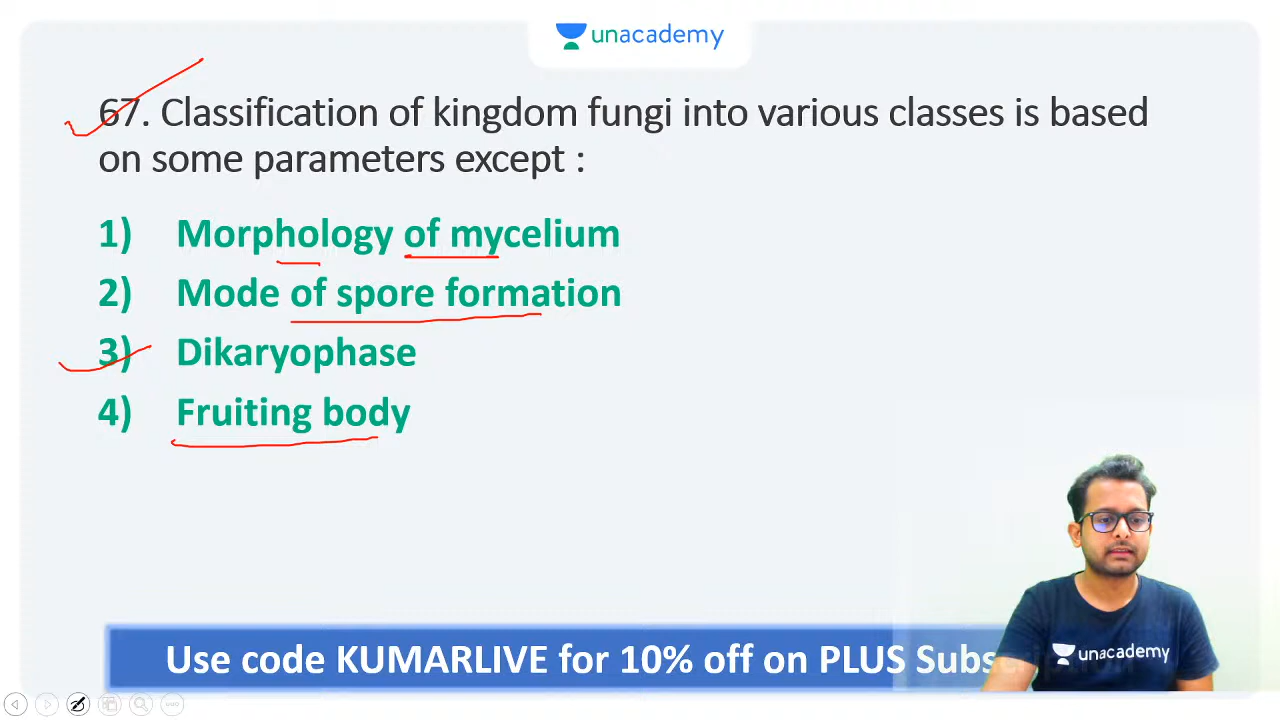 unacademy
67. Classification of kingdom fungi into various classes is based
on some parameters except :
1) Morphology of mycelium
2) Mode of spore formation
3) Dikaryophase
4) Fruiting body
Use code KUMARLIVE for 10% off on PLUS
unacademy